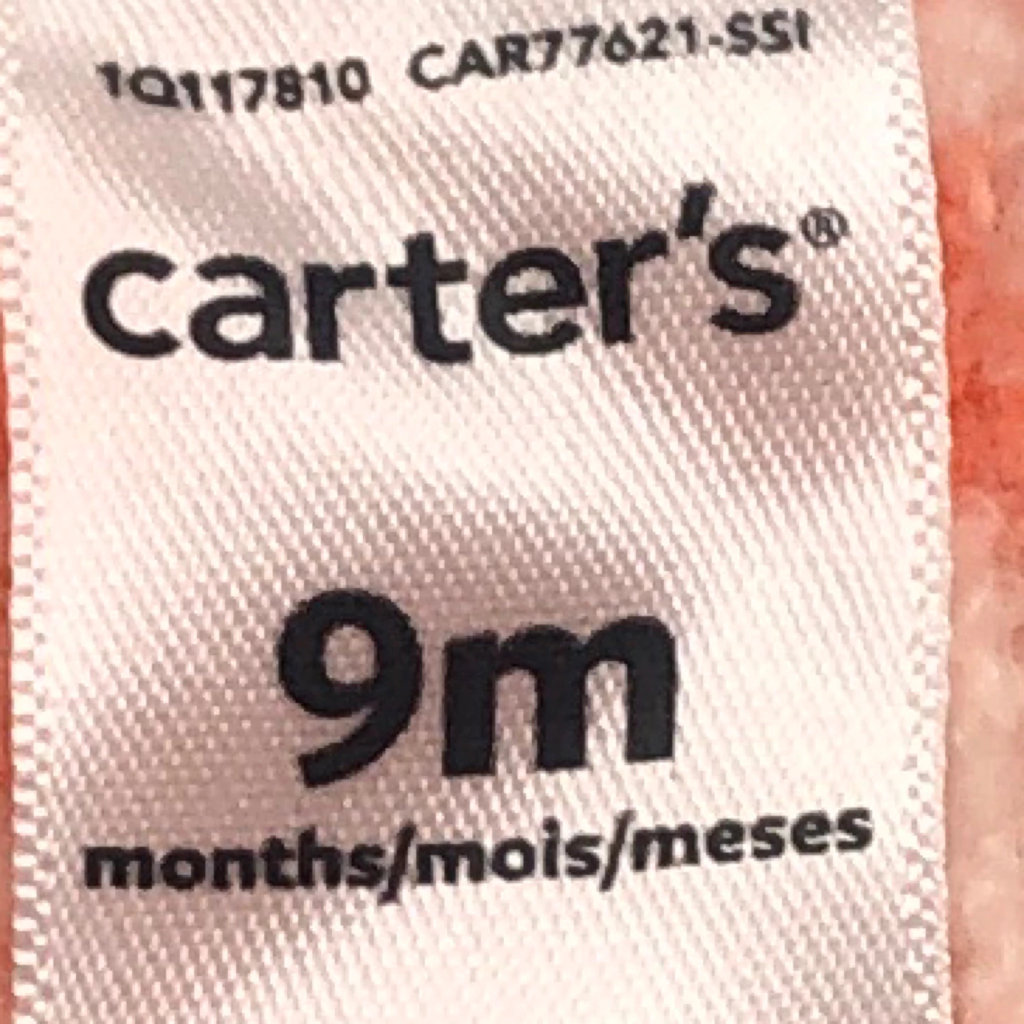 1Q117810 CAR77621-SSI
carter's®
9m
months/mois/meses